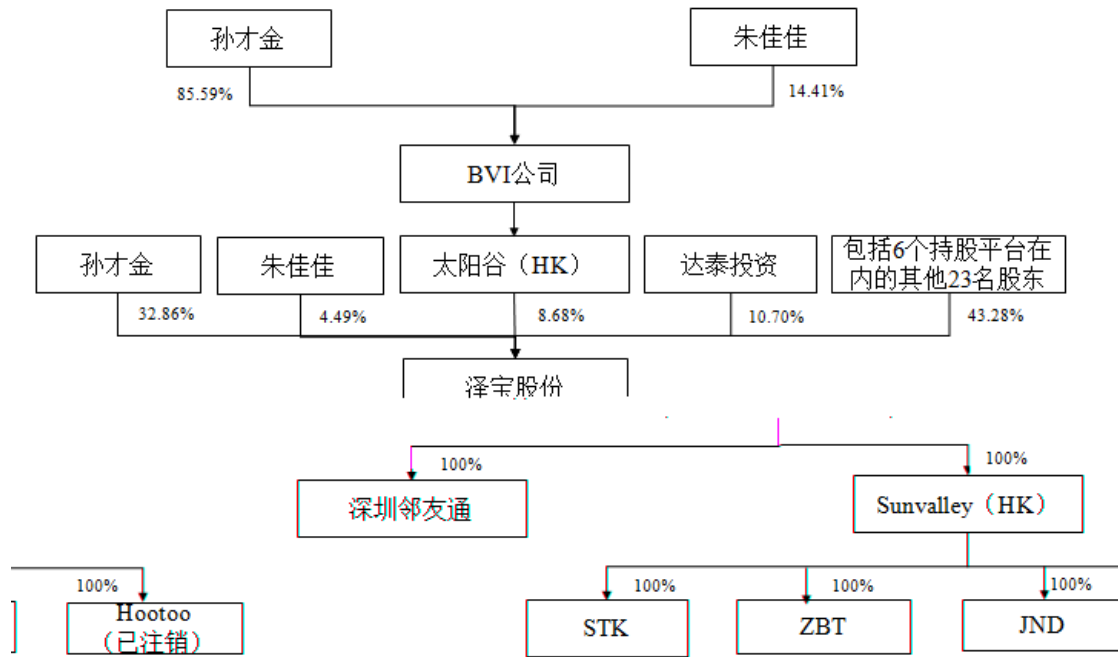 孙才金
朱佳佳
85.59%
14.41%
BVI公司
孙才金
朱佳佳
太阳谷（HK）
达泰投资
包括6个持股平台在
内的其他23名股东
32.86%
4.49%
8.68%
10.70%
43.28%
泽宝股份
100%
100%
深圳邻友通
Sunvalley（HK）
100%
100%
100%
100%
Hootoo
（已注销）
STK
ZBT
JND